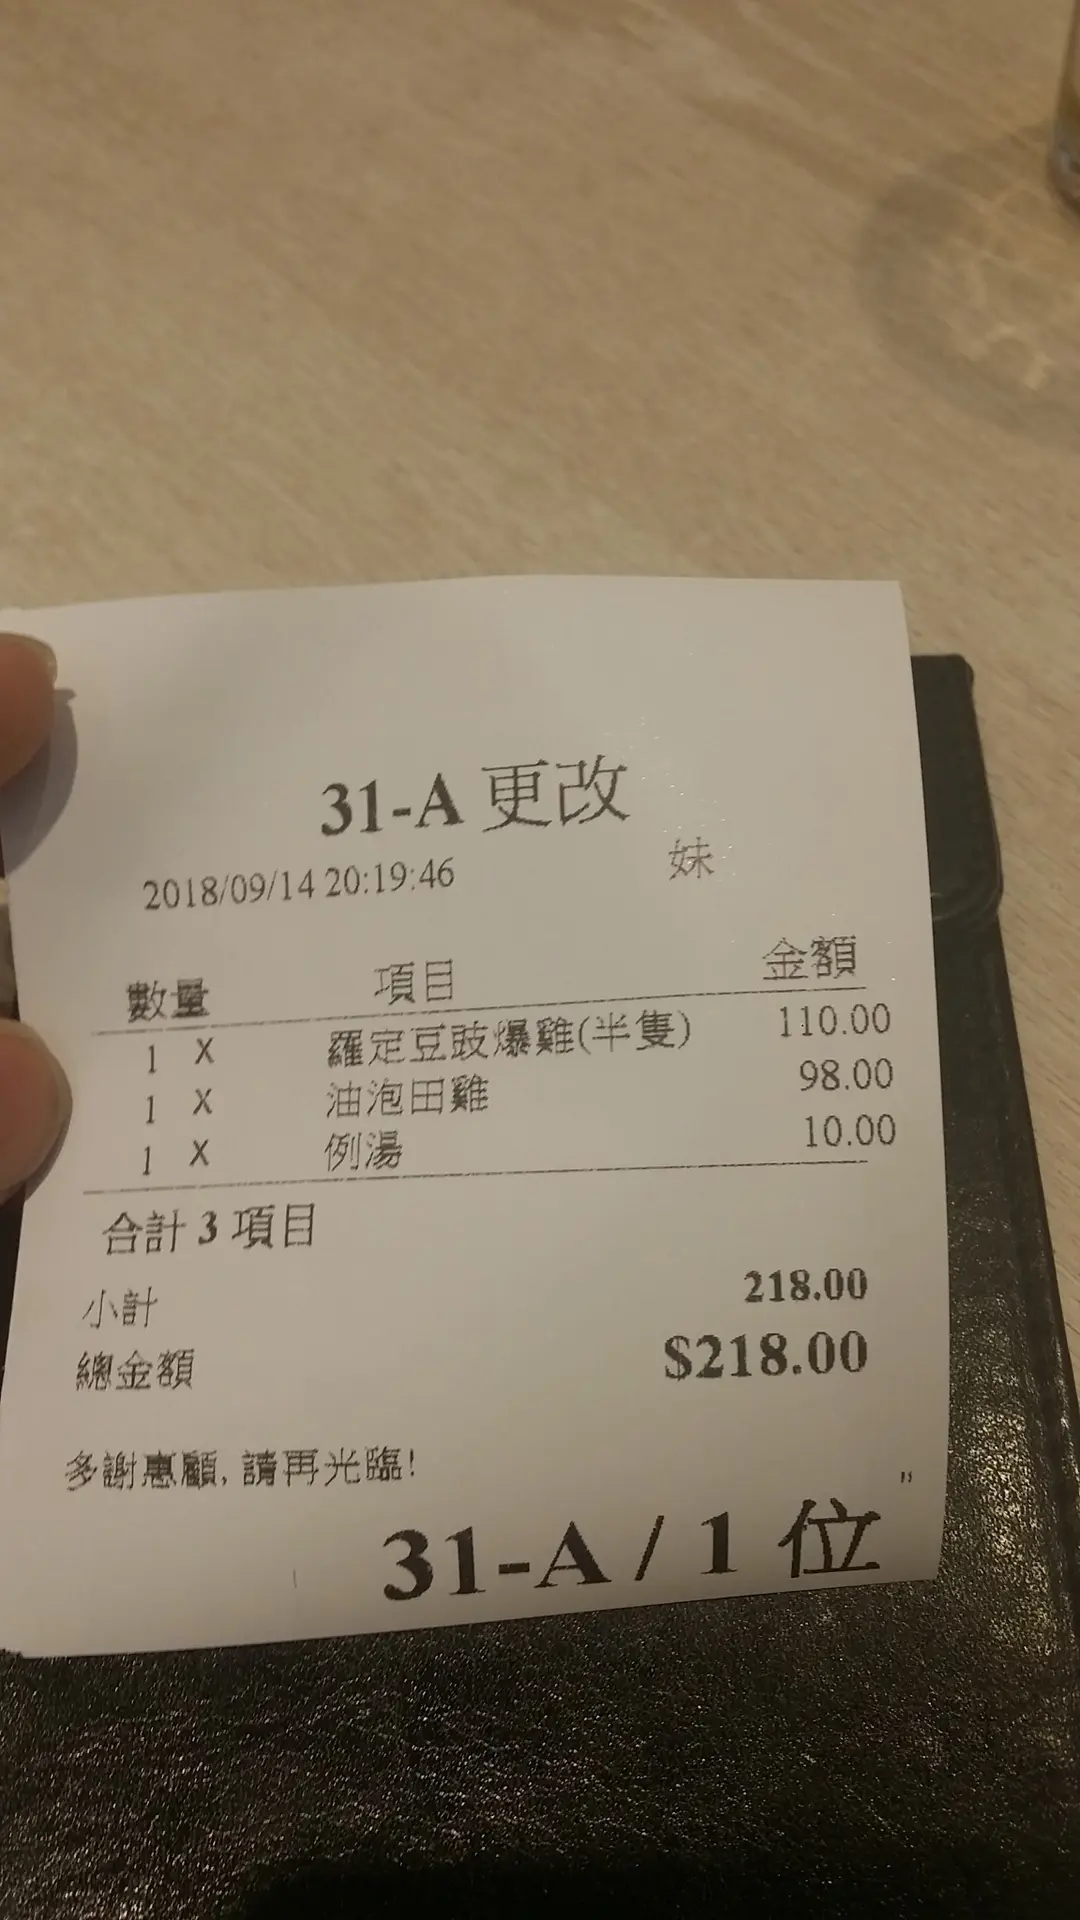 31-A 更改
2018/09/14 20:19:46 妹
數量 項目 金額
1 X 羅定豆豉爆雞(半隻) 110.00
1 X 油泡田雞 98.00
1 X 例湯 10.00
合計 3 項目
小計 218.00
總金額 $218.00
多謝惠顧, 請再光臨!
31-A / 1 位